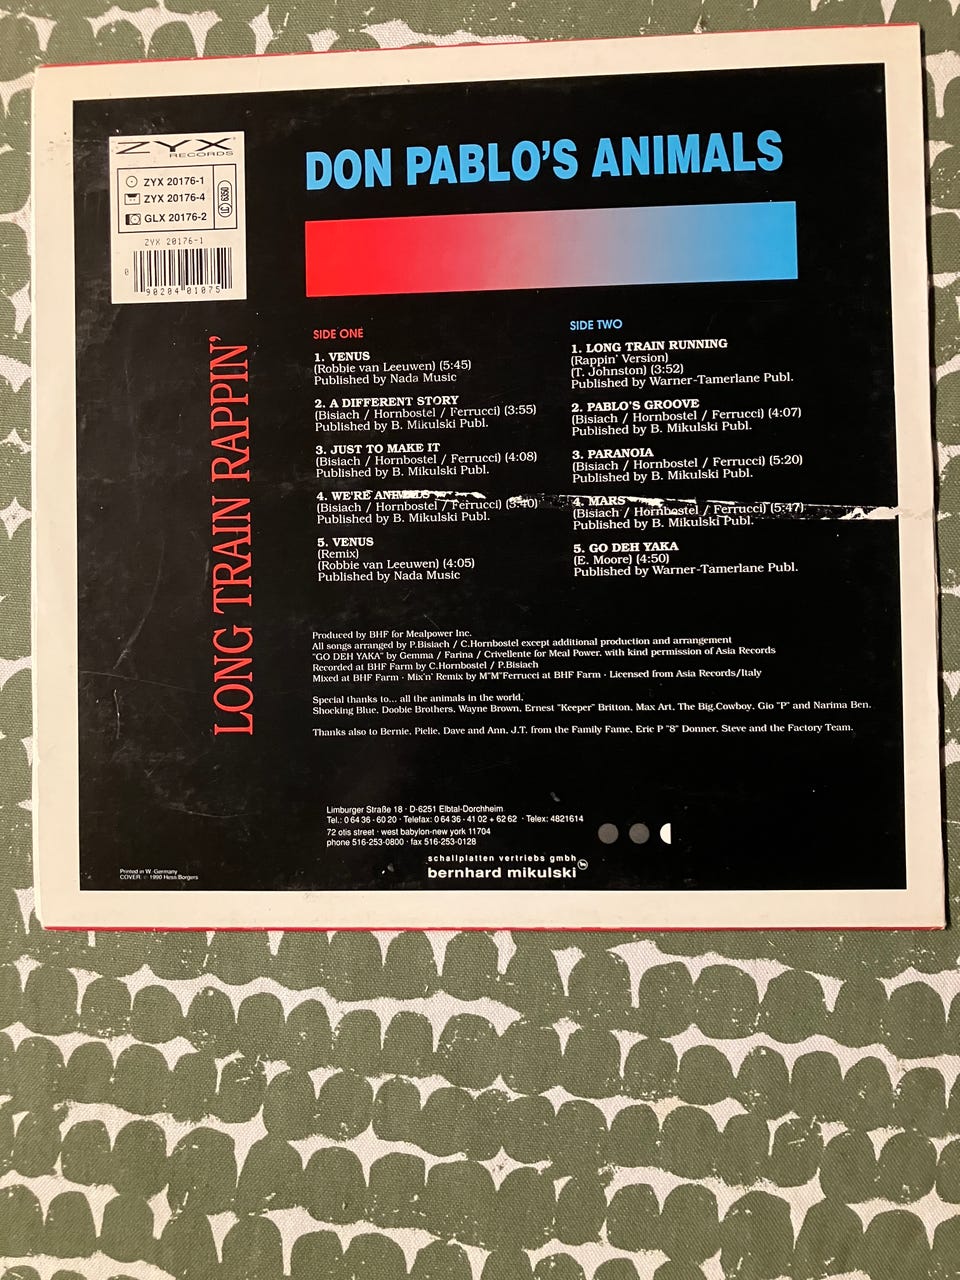 ZYX
RECORDS
ZYX 20176-1
ZYX 20176-4
GLX 20176-2
LC 6350
ZYX 20176-1
0 90204 01075
DON PABLO'S ANIMALS
LONG TRAIN RAPPIN'
SIDE ONE
1. VENUS
(Robbie van Leeuwen) (5:45)
Published by Nada Music
2. A DIFFERENT STORY
(Bisiach / Hornbostel / Ferrucci) (3:55)
Published by B. Mikulski Publ.
3. JUST TO MAKE IT
(Bisiach / Hornbostel / Ferrucci) (4:08)
Published by B. Mikulski Publ.
4. WE'RE ANIMALS
(Bisiach / Hornbostel / Ferrucci) (3:40)
Published by B. Mikulski Publ.
5. VENUS
(Remix)
(Robbie van Leeuwen) (4:05)
Published by Nada Music
SIDE TWO
1. LONG TRAIN RUNNING
(Rappin' Version)
(T. Johnston) (3:52)
Published by Warner-Tamerlane Publ.
2. PABLO'S GROOVE
(Bisiach / Hornbostel / Ferrucci) (4:07)
Published by B. Mikulski Publ.
3. PARANOIA
(Bisiach / Hornbostel / Ferrucci) (5:20)
Published by B. Mikulski Publ.
4. MARS
(Bisiach / Hornbostel / Ferrucci) (5:47)
Published by B. Mikulski Publ.
5. GO DEH YAKA
(E. Moore) (4:50)
Published by Warner-Tamerlane Publ.
Produced by BHF for Mealpower Inc.
All songs arranged by P.Bisiach / C.Hornbostel except additional production and arrangement
"GO DEH YAKA" by Gemma / Farina / Crivellente for Meal Power, with kind permission of Asia Records
Recorded at BHF Farm by C.Hornbostel / P.Bisiach
Mixed at BHF Farm · Mix'n' Remix by M"M"Ferrucci at BHF Farm · Licensed from Asia Records/Italy
Special thanks to... all the animals in the world.
Shocking Blue, Doobie Brothers, Wayne Brown, Ernest "Keeper" Britton, Max Art, The Big.Cowboy, Gio "P" and Narima Ben.
Thanks also to Bernie, Pielie, Dave and Ann, J.T. from the Family Fame, Eric P "8" Donner, Steve and the Factory Team.
Limburger Straße 18 · D-6251 Elbtal-Dorchheim
Tel.: 0 64 36 - 60 20 · Telefax: 0 64 36 - 41 02 + 62 62 · Telex: 4821614
72 otis street · west babylon-new york 11704
phone 516-253-0800 · fax 516-253-0128
schallplatten vertriebs gmbh
bernhard mikulski
Printed in W.-Germany
COVER: © 1990 Hess Borgers